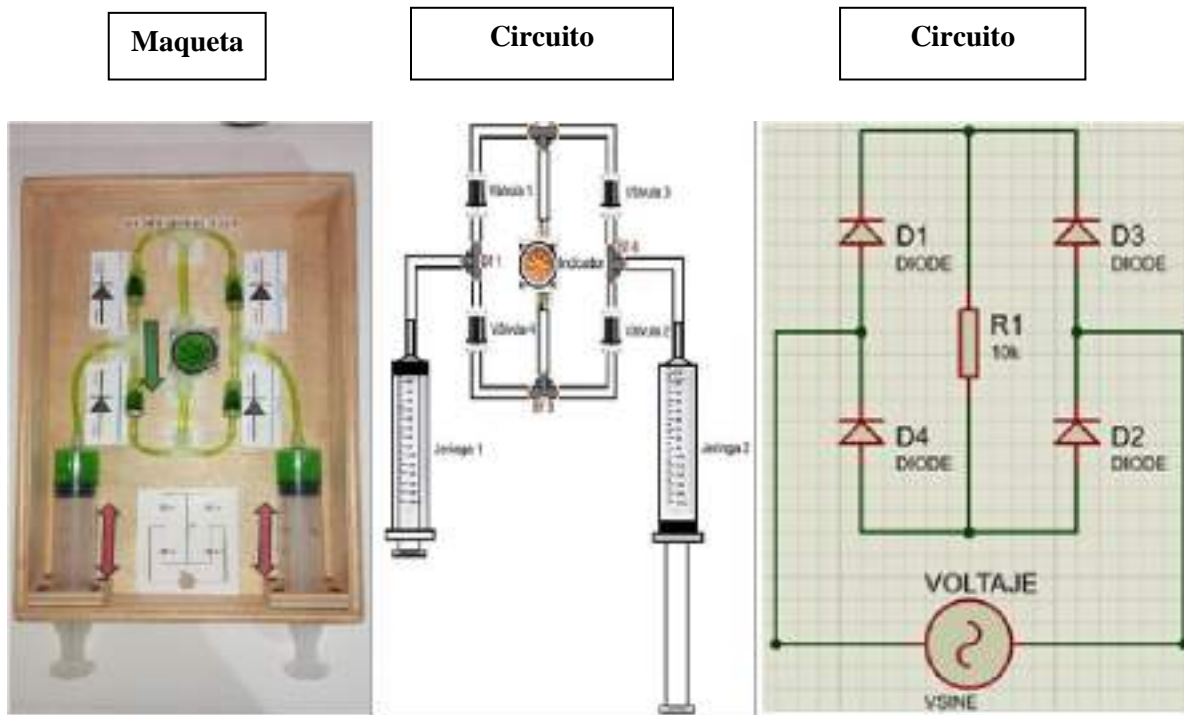 Maqueta
Circuito
Circuito
Válvula 1
Válvula 3
Indicador
Válvula 4
Válvula 2
Jeringa 1
Jeringa 2
D1
DIODE
D3
DIODE
R1
10k
D4
DIODE
D2
DIODE
VOLTAJE
VSINE